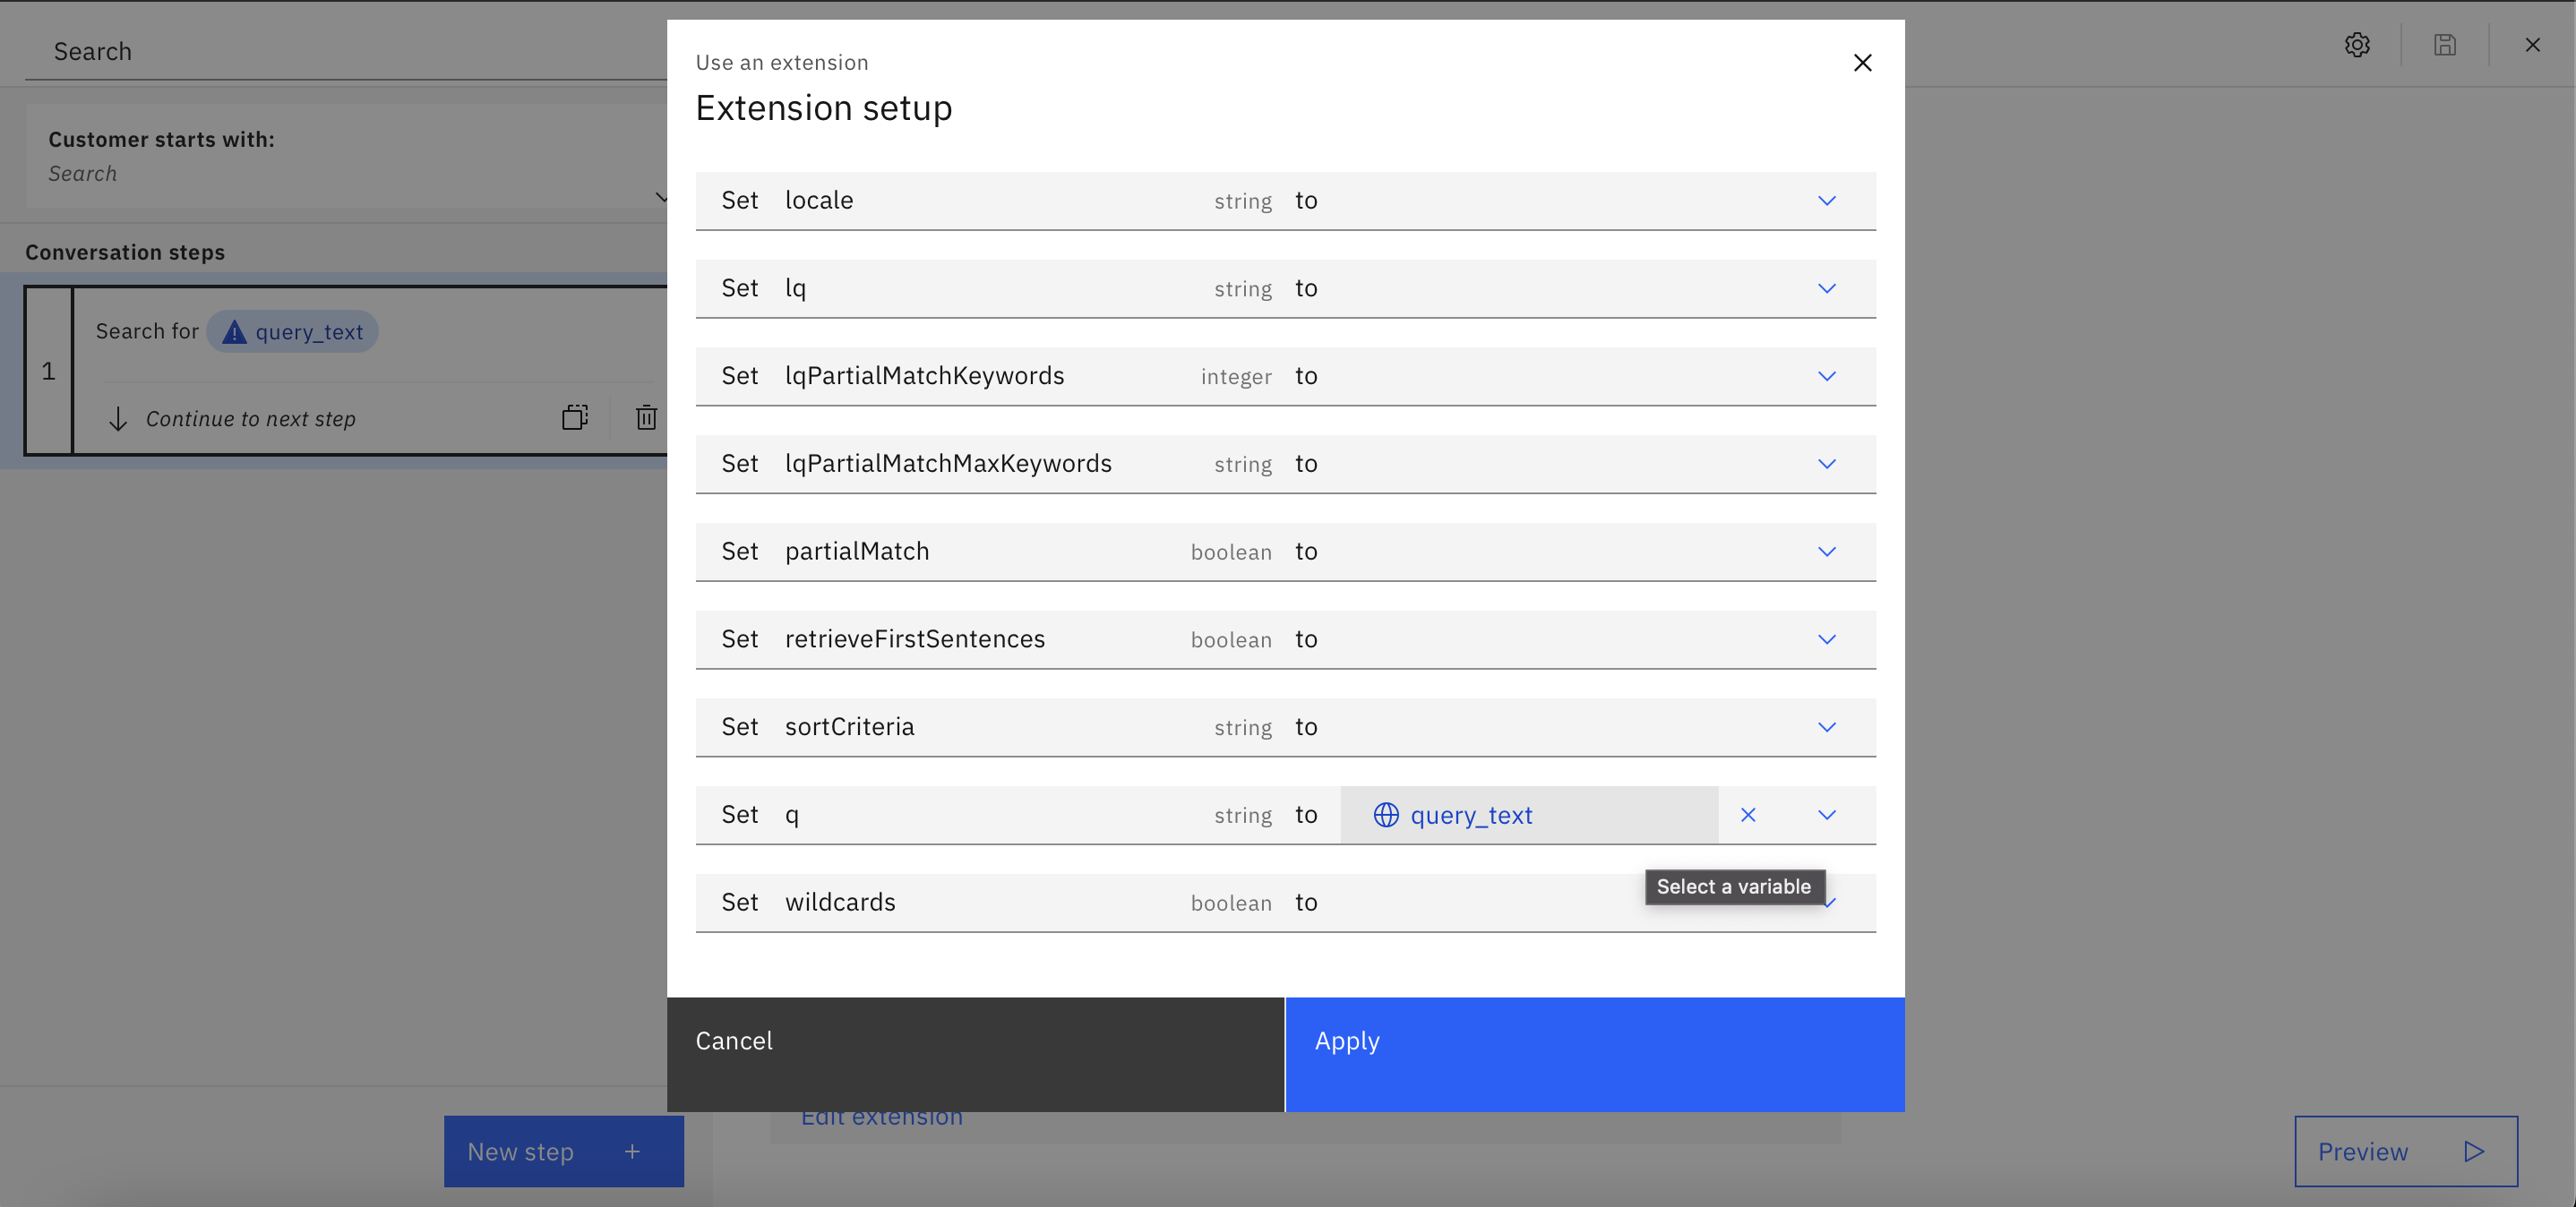 Search
Customer starts with:
Search
Conversation steps
1
Search for query_text
Continue to next step
New step
Use an extension
Extension setup
Set locale string to
Set lq string to
Set lqPartialMatchKeywords integer to
Set lqPartialMatchMaxKeywords string to
Set partialMatch boolean to
Set retrieveFirstSentences boolean to
Set sortCriteria string to
Set q string to query_text
Select a variable
Set wildcards boolean to
Cancel
Apply
Edit extension
Preview